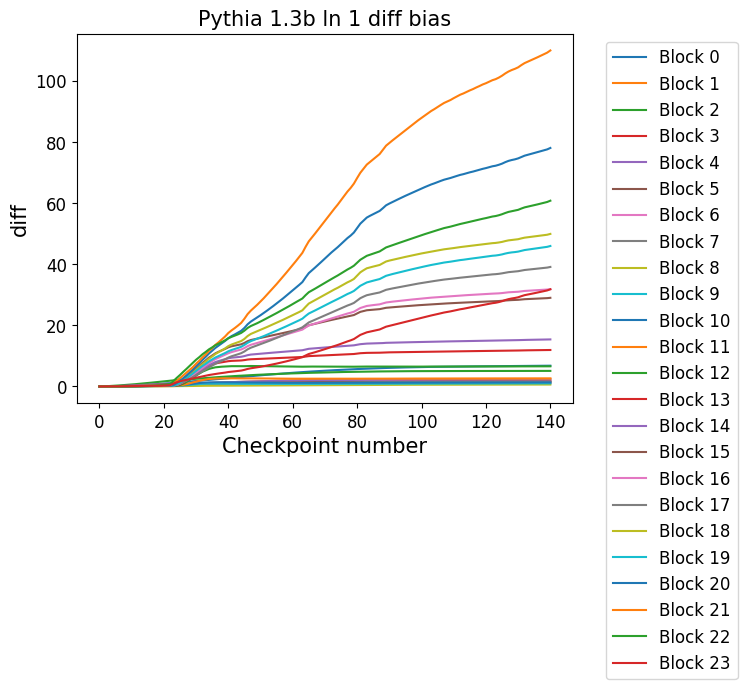 Pythia 1.3b ln 1 diff bias
diff
100
80
60
40
20
0
0 20 40 60 80 100 120 140
Checkpoint number
Block 0
Block 1
Block 2
Block 3
Block 4
Block 5
Block 6
Block 7
Block 8
Block 9
Block 10
Block 11
Block 12
Block 13
Block 14
Block 15
Block 16
Block 17
Block 18
Block 19
Block 20
Block 21
Block 22
Block 23